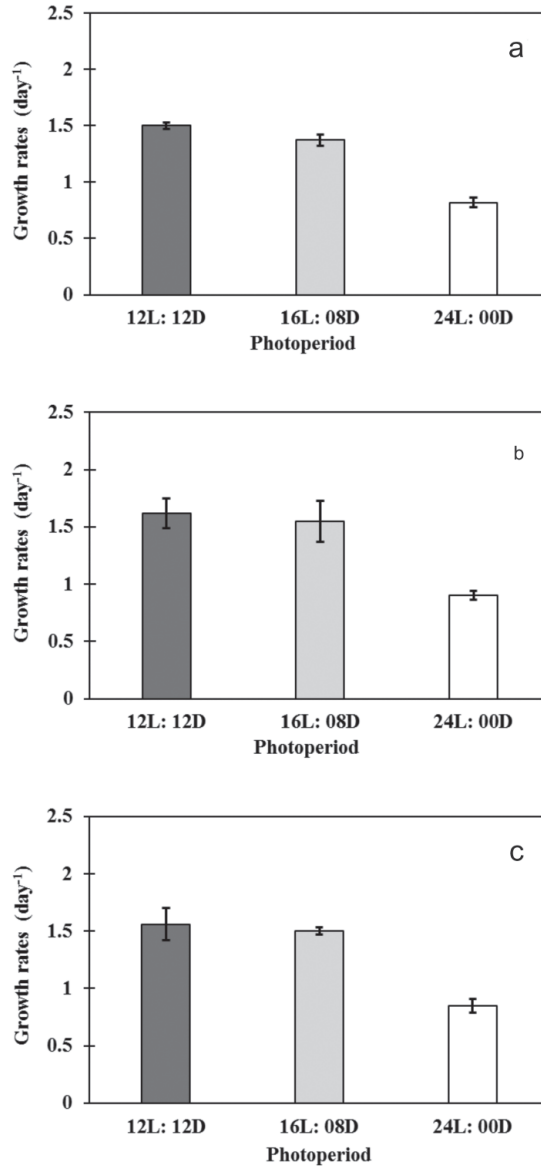 a
2.5
2
1.5
1
0.5
0
Growth rates (day-1)
12L: 12D 16L: 08D 24L: 00D
Photoperiod
b
2.5
2
1.5
1
0.5
0
Growth rates (day-1)
12L: 12D 16L: 08D 24L: 00D
Photoperiod
c
2.5
2
1.5
1
0.5
0
Growth rates (day-1)
12L: 12D 16L: 08D 24L: 00D
Photoperiod